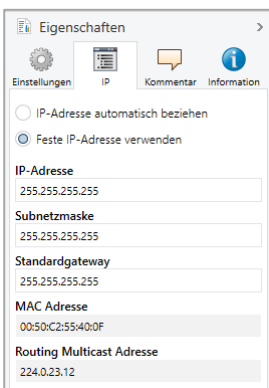 Eigenschaften
Einstellungen IP Kommentar Information
IP-Adresse automatisch beziehen
Feste IP-Adresse verwenden
IP-Adresse
255.255.255.255
Subnetzmaske
255.255.255.255
Standardgateway
255.255.255.255
MAC Adresse
00:50:C2:55:40:0F
Routing Multicast Adresse
224.0.23.12